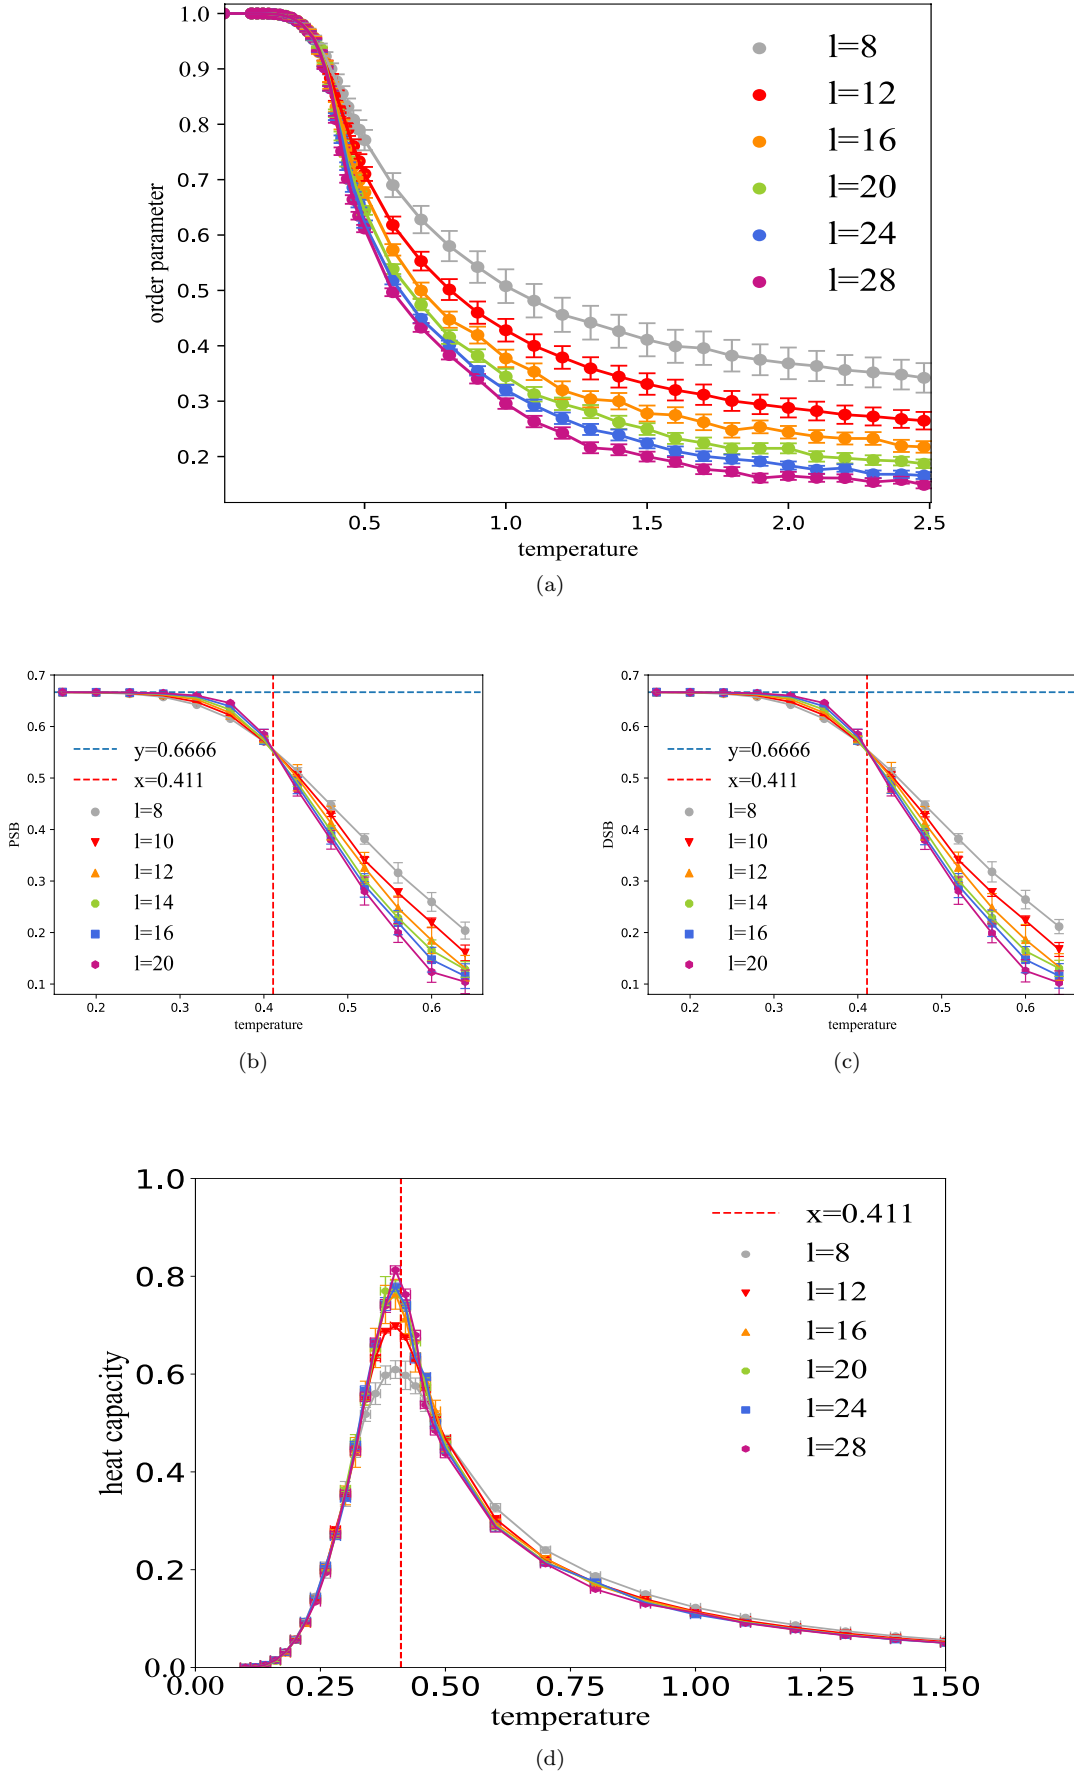 1.0
0.9
0.8
0.7
0.6
0.5
0.4
0.3
0.2
order parameter
l=8
l=12
l=16
l=20
l=24
l=28
0.5 1.0 1.5 2.0 2.5
temperature
(a)
0.7
0.6
0.5
0.4
0.3
0.2
0.1
PSB
y=0.6666
x=0.411
l=8
l=10
l=12
l=14
l=16
l=20
0.2 0.3 0.4 0.5 0.6
temperature
(b)
0.7
0.6
0.5
0.4
0.3
0.2
0.1
DSB
y=0.6666
x=0.411
l=8
l=10
l=12
l=14
l=16
l=20
0.2 0.3 0.4 0.5 0.6
temperature
(c)
1.0
0.8
0.6
0.4
0.2
0.0
heat capacity
x=0.411
l=8
l=12
l=16
l=20
l=24
l=28
0.00 0.25 0.50 0.75 1.00 1.25 1.50
temperature
(d)